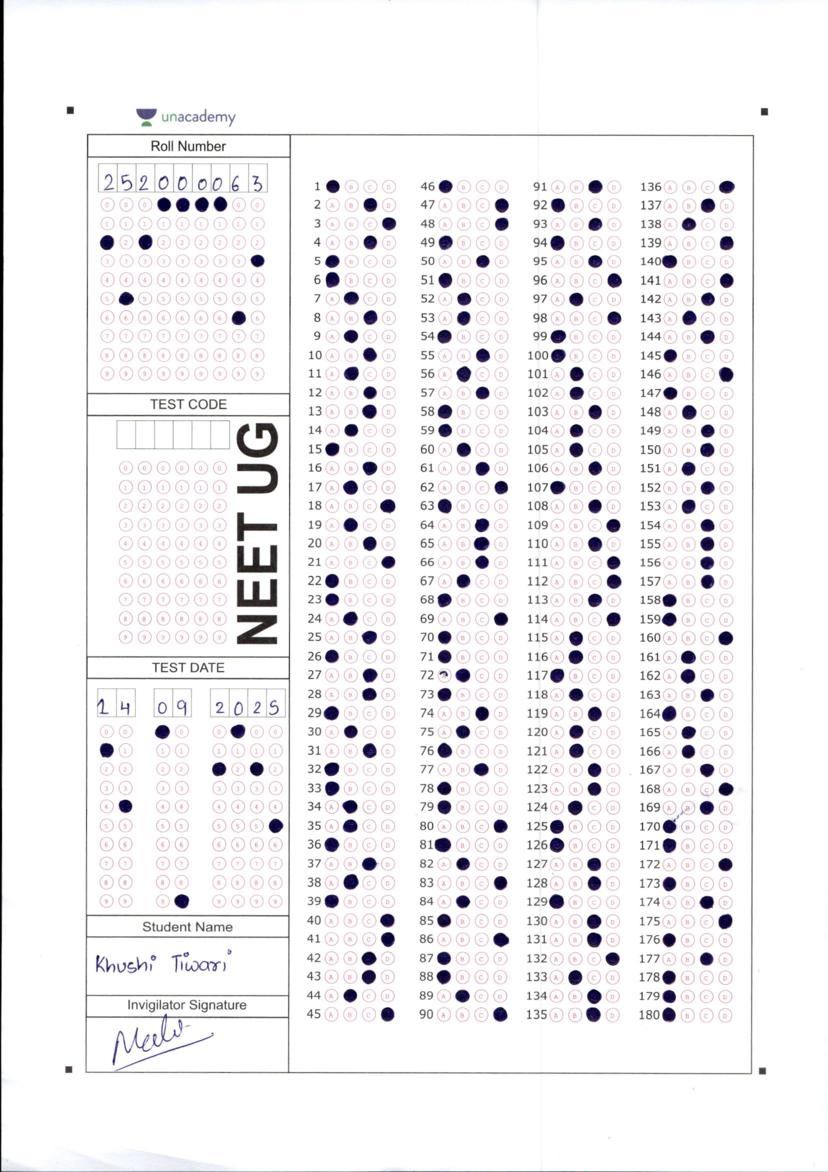 unacademy
Roll Number
2 5 2 0 0 0 0 6 3
TEST CODE
NEET UG
TEST DATE
14 09 2025
Student Name
Khushi Tiwari
Invigilator Signature
1 B C D
2 A B D
3 A B C
4 A B D
5 B C D
6 B C D
7 A C D
8 A B D
9 A C D
10 A B D
11 A C D
12 A B D
13 A B D
14 A C D
15 B C D
16 A B D
17 A C D
18 A B C
19 A C D
20 A B D
21 A B C
22 B C D
23 B C D
24 A C D
25 A B D
26 B C D
27 A B D
28 A B D
29 B C D
30 A C D
31 A B D
32 B C D
33 B C D
34 A C D
35 A C D
36 B C D
37 A B D
38 A C D
39 B C D
40 A B C
41 A B C
42 A B D
43 A B D
44 A C D
45 A B C
46 B C D
47 A B C
48 A B C
49 B C D
50 A B D
51 B C D
52 A C D
53 A C D
54 B C D
55 A B D
56 A C D
57 A B D
58 B C D
59 B C D
60 A C D
61 A B D
62 A B C
63 B C D
64 A B D
65 A B D
66 A B D
67 A C D
68 B C D
69 A B C
70 B C D
71 B C D
72 C D
73 B C D
74 A B D
75 A C D
76 B C D
77 A B D
78 B C D
79 B C D
80 A B C
81 B C D
82 A C D
83 A B C
84 A C D
85 B C D
86 A B C
87 B C D
88 B C D
89 A C D
90 A B C
91 A B D
92 B C D
93 A B D
94 B C D
95 A B D
96 A B C
97 A C D
98 A B C
99 B C D
100 B C D
101 A C D
102 A C D
103 A B D
104 A C D
105 A C D
106 A B D
107 B C D
108 A B D
109 A B C
110 A B D
111 A B C
112 A B C
113 A B D
114 A B C
115 A C D
116 A C D
117 B C D
118 A C D
119 A B D
120 A C D
121 A C D
122 A B D
123 A B D
124 A C D
125 B C D
126 B C D
127 A B D
128 A B D
129 B C D
130 A B D
131 A B D
132 A B C
133 A C D
134 A B D
135 A B D
136 A B C
137 A B D
138 A C D
139 A B C
140 B C D
141 A B C
142 A B D
143 A C D
144 A B D
145 B C D
146 A B C
147 B C D
148 A C D
149 A B D
150 A B D
151 A C D
152 A B D
153 A C D
154 A B D
155 A B D
156 A B D
157 A B D
158 B C D
159 B C D
160 A B C
161 A C D
162 A C D
163 A B D
164 B C D
165 A C D
166 A C D
167 A B D
168 A B C
169 A B D
170 B C D
171 B C D
172 A B C
173 B C D
174 A B D
175 A B C
176 B C D
177 A B D
178 B C D
179 B C D
180 B C D